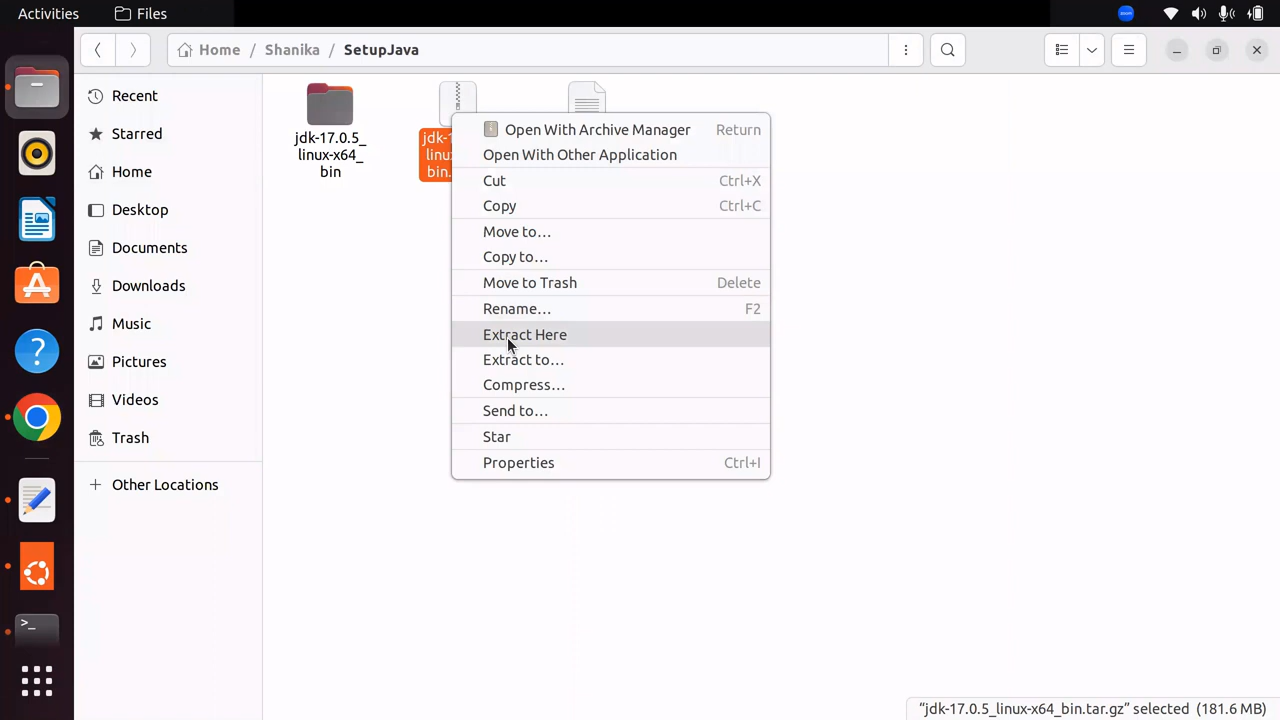 Activities
Files
zoom
Home / Shanika / SetupJava
Recent
Starred
Home
Desktop
Documents
Downloads
Music
Pictures
Videos
Trash
Other Locations
jdk-17.0.5_
linux-x64_
bin
jdk-1
linu
bin.
Open With Archive Manager Return
Open With Other Application
Cut Ctrl+X
Copy Ctrl+C
Move to…
Copy to…
Move to Trash Delete
Rename… F2
Extract Here
Extract to…
Compress…
Send to…
Star
Properties Ctrl+I
“jdk-17.0.5_linux-x64_bin.tar.gz” selected (181.6 MB)